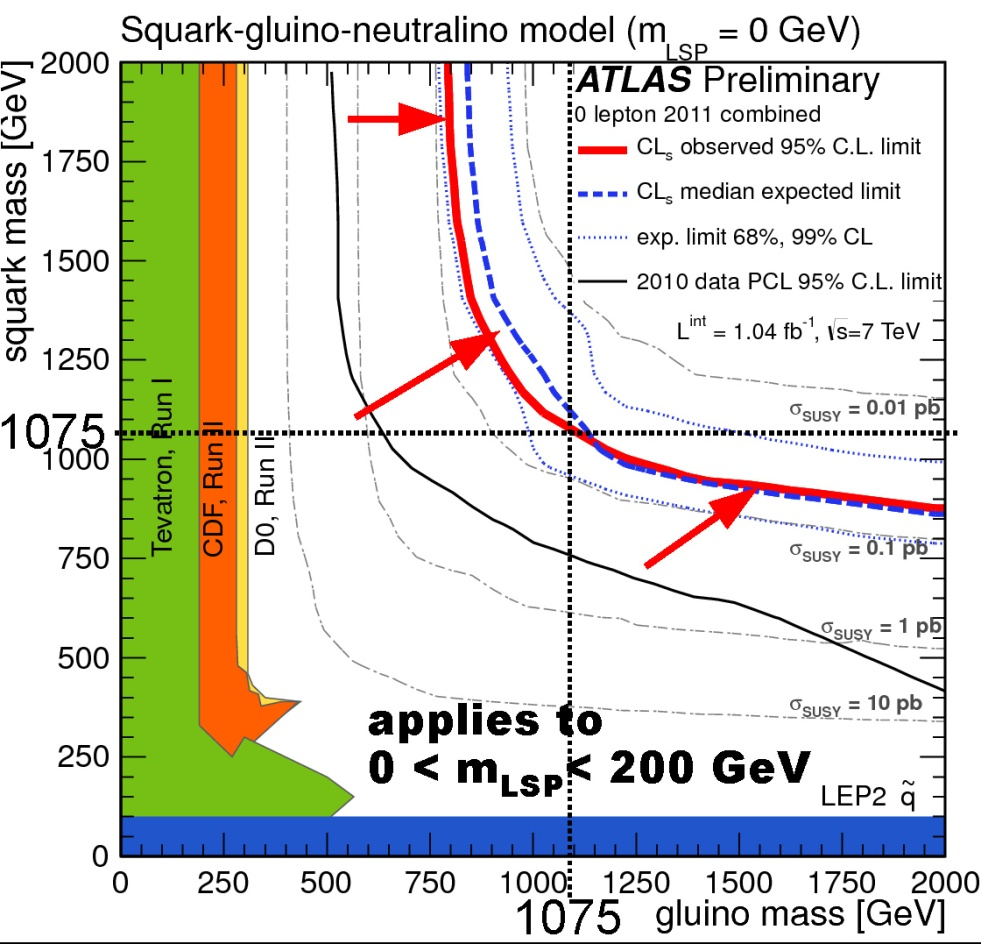 Squark-gluino-neutralino model (m_LSP = 0 GeV)
squark mass [GeV]
2000
1750
1500
1250
1075
1000
750
500
250
0
ATLAS Preliminary
0 lepton 2011 combined
CLs observed 95% C.L. limit
CLs median expected limit
exp. limit 68%, 99% CL
2010 data PCL 95% C.L. limit
L^int = 1.04 fb^-1, √s=7 TeV
σ_SUSY = 0.01 pb
σ_SUSY = 0.1 pb
σ_SUSY = 1 pb
σ_SUSY = 10 pb
Tevatron, Run I
CDF, Run II
D0, Run II
applies to
0 < m_LSP < 200 GeV
LEP2 q̃
0 250 500 750 1000 1250 1500 1750 2000
1075 gluino mass [GeV]